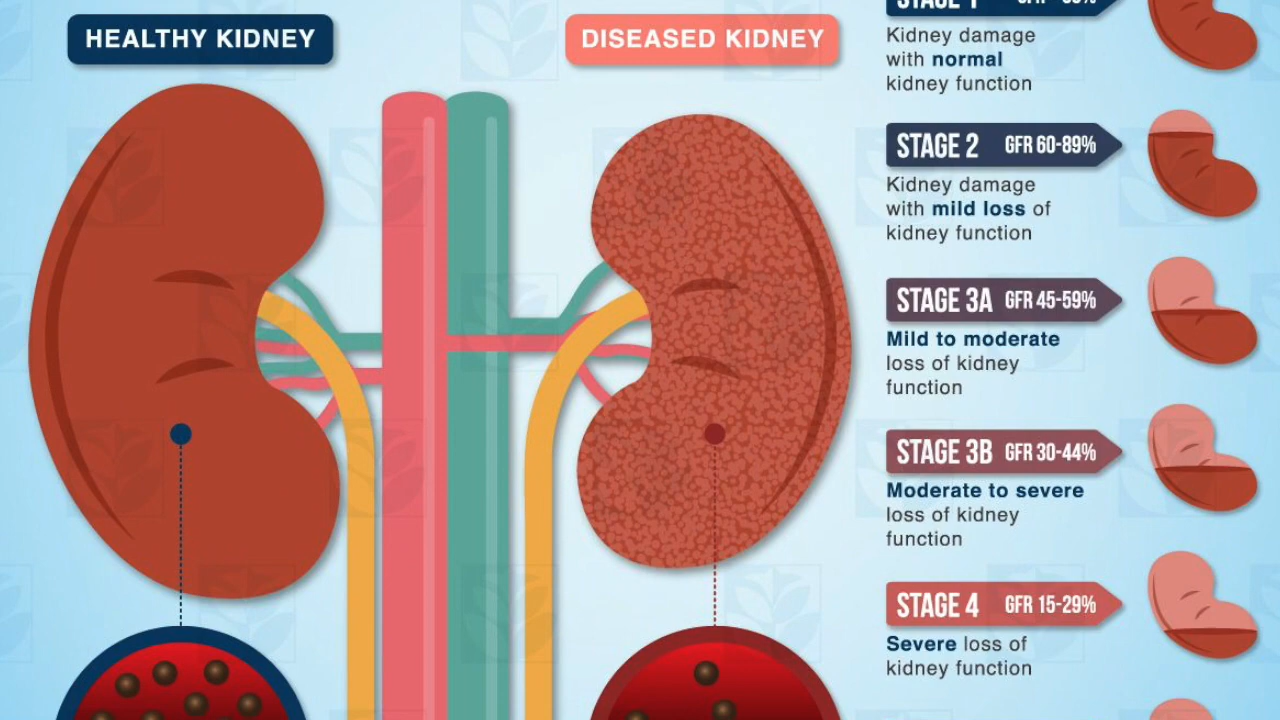 HEALTHY KIDNEY
DISEASED KIDNEY
STAGE 1
Kidney damage
with normal
kidney function
STAGE 2 GFR 60-89%
Kidney damage
with mild loss of
kidney function
STAGE 3A GFR 45-59%
Mild to moderate
loss of kidney
function
STAGE 3B GFR 30-44%
Moderate to severe
loss of kidney
function
STAGE 4 GFR 15-29%
Severe loss of
kidney function